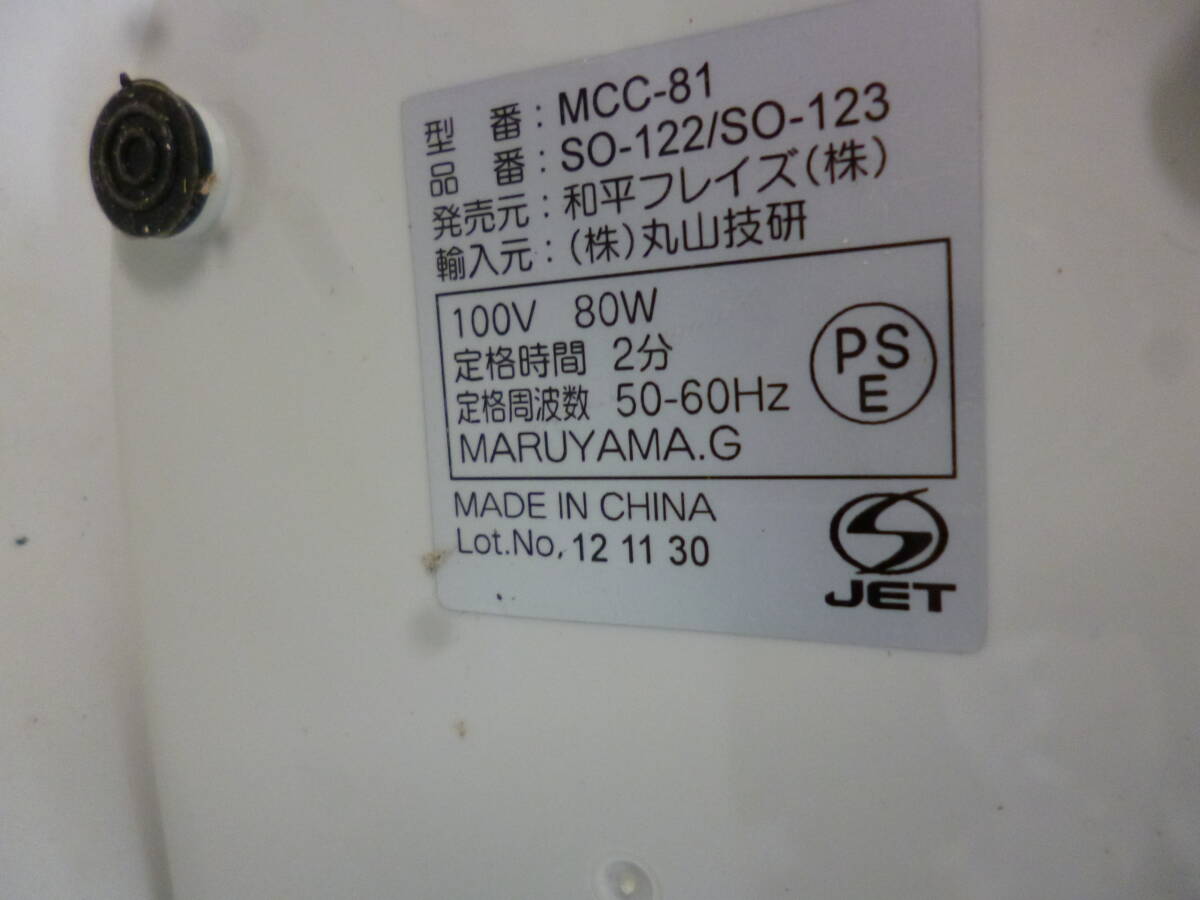 型 番 : MCC-81
品 番 : SO-122/SO-123
発売元 : 和平フレイズ(株)
輸入元 : (株)丸山技研
100V 80W
定格時間 2分
定格周波数 50-60Hz
MARUYAMA.G
PS
E
MADE IN CHINA
Lot.No, 12 11 30
JET